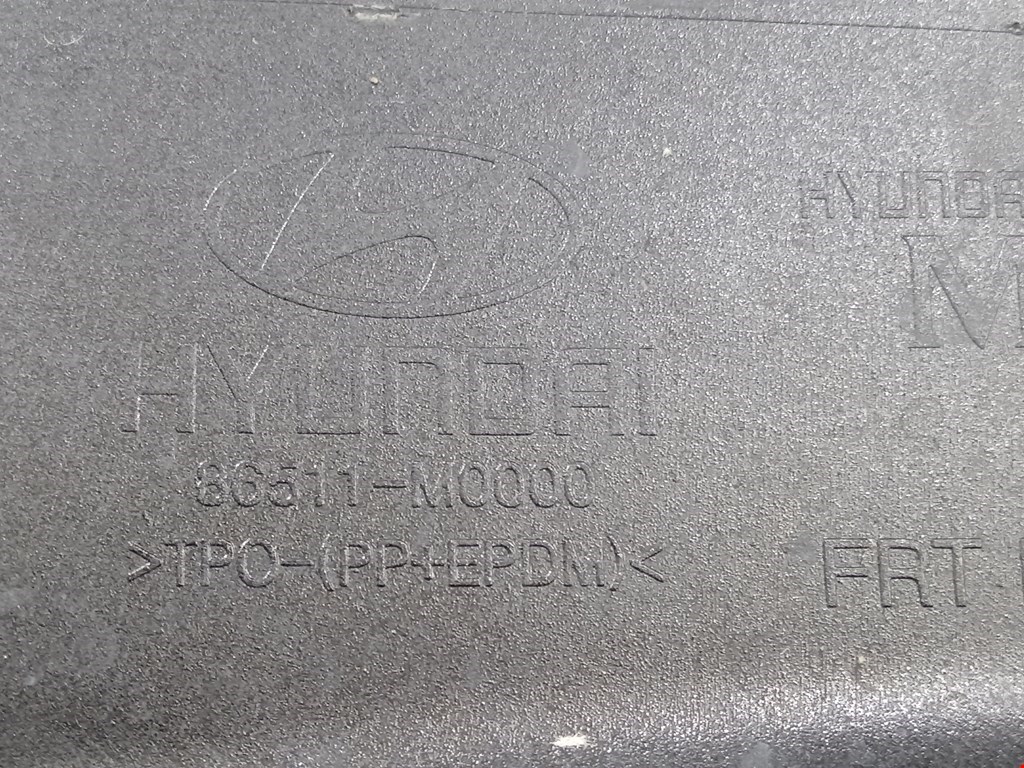 HYUNDAI
86511-M0000
>TPO-(PP+EPDM)<
HYUNDA
M
FRT